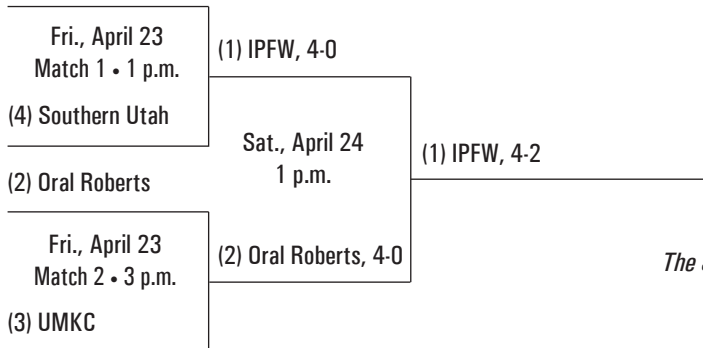 Fri., April 23
Match 1 • 1 p.m.
(1) IPFW, 4-0
(4) Southern Utah
Sat., April 24
1 p.m.
(1) IPFW, 4-2
(2) Oral Roberts
Fri., April 23
Match 2 • 3 p.m.
(2) Oral Roberts, 4-0
The
(3) UMKC